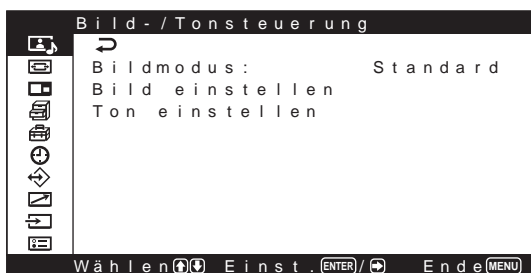 Bild-/Tonsteuerung
Bildmodus: Standard
Bild einstellen
Ton einstellen
Wählen Einst. ENTER / Ende MENU